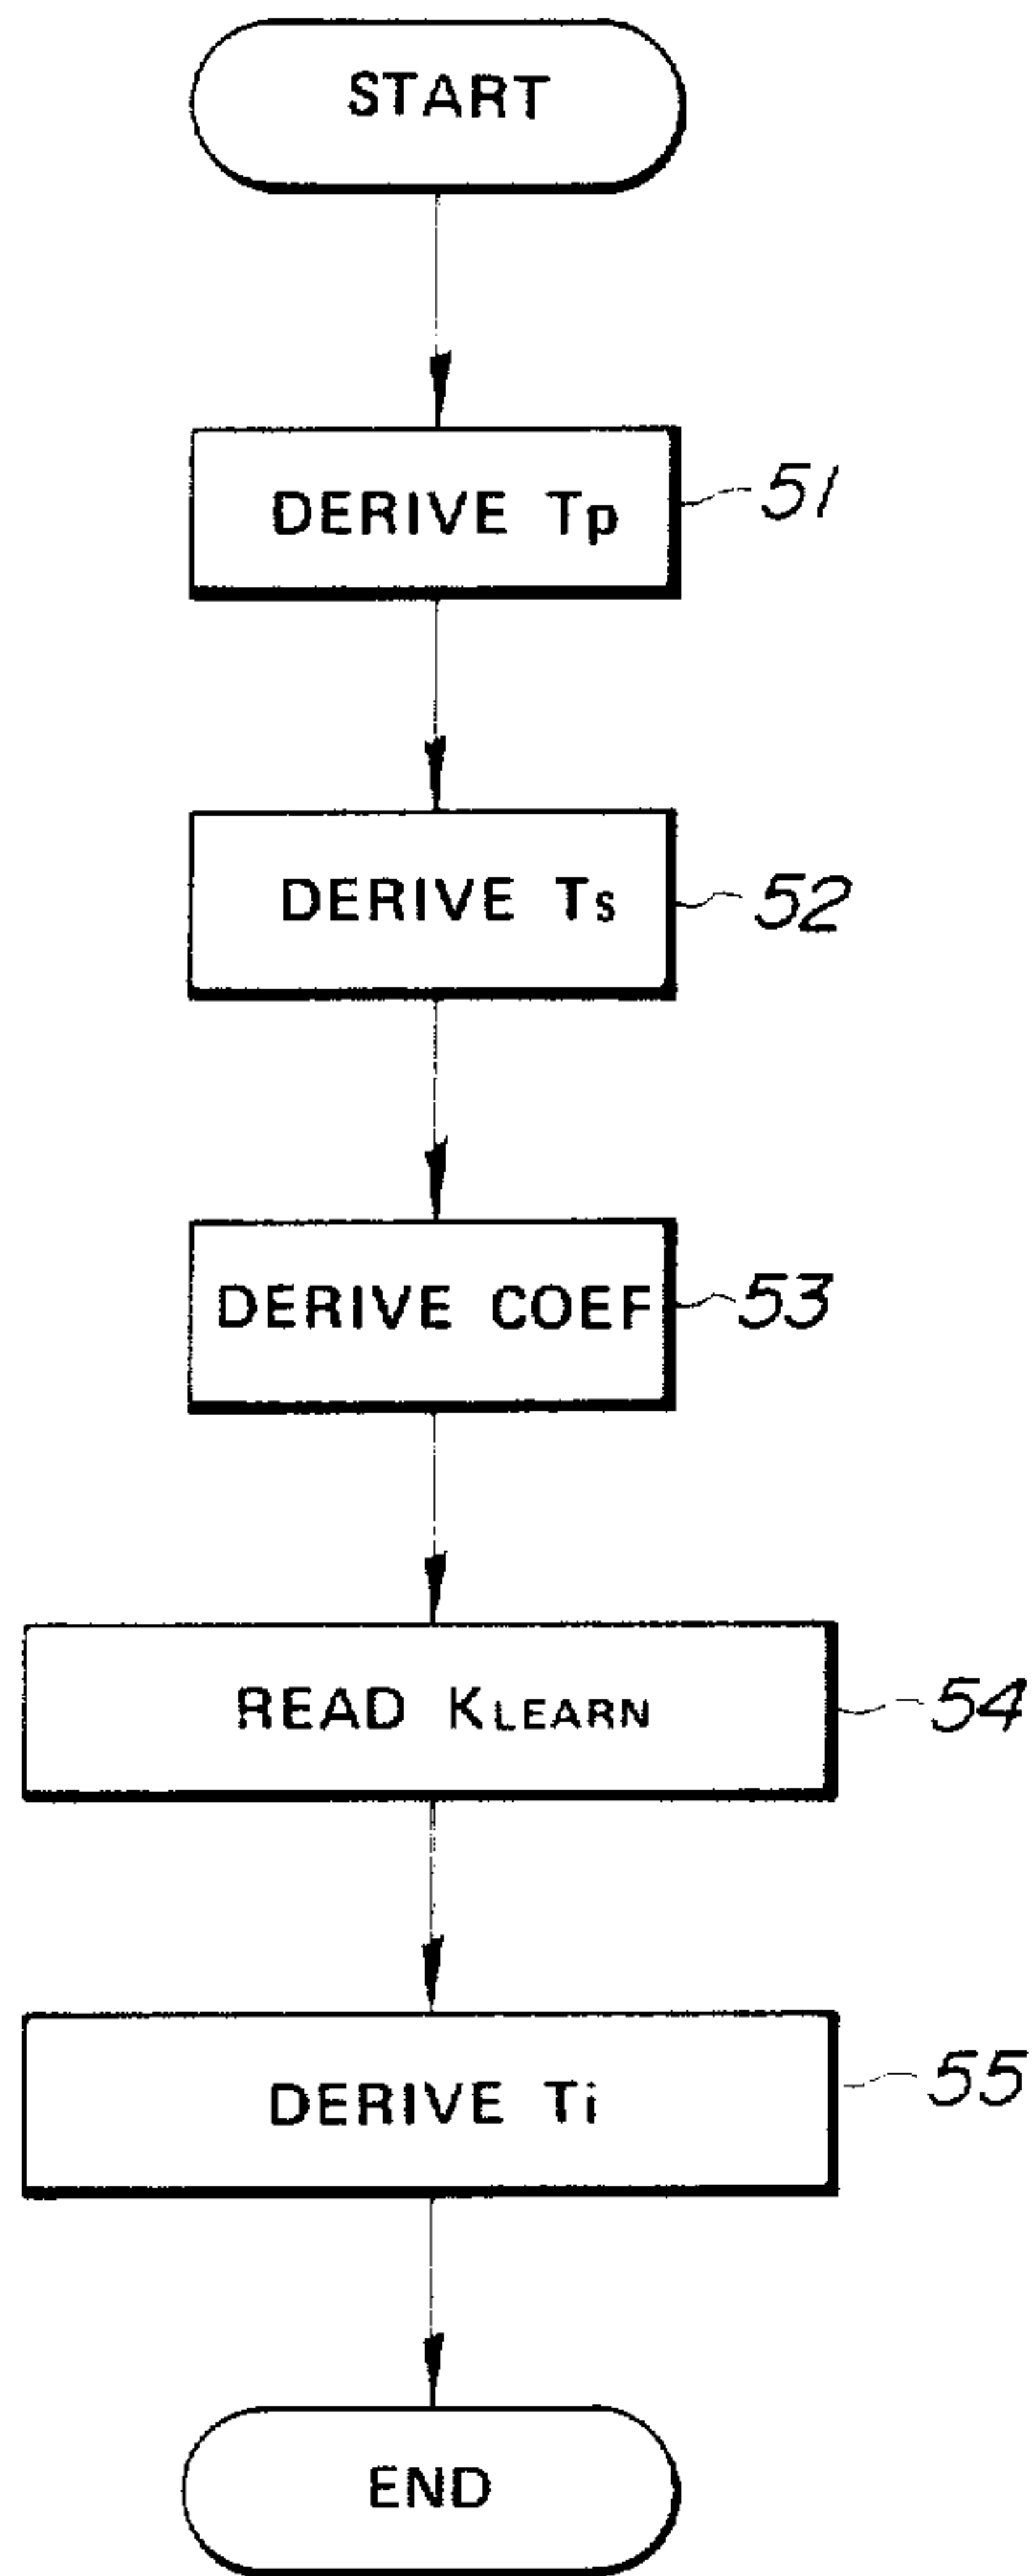 START
DERIVE Tp
51
DERIVE Ts
52
DERIVE COEF
53
READ KLEARN
54
DERIVE Ti
55
END